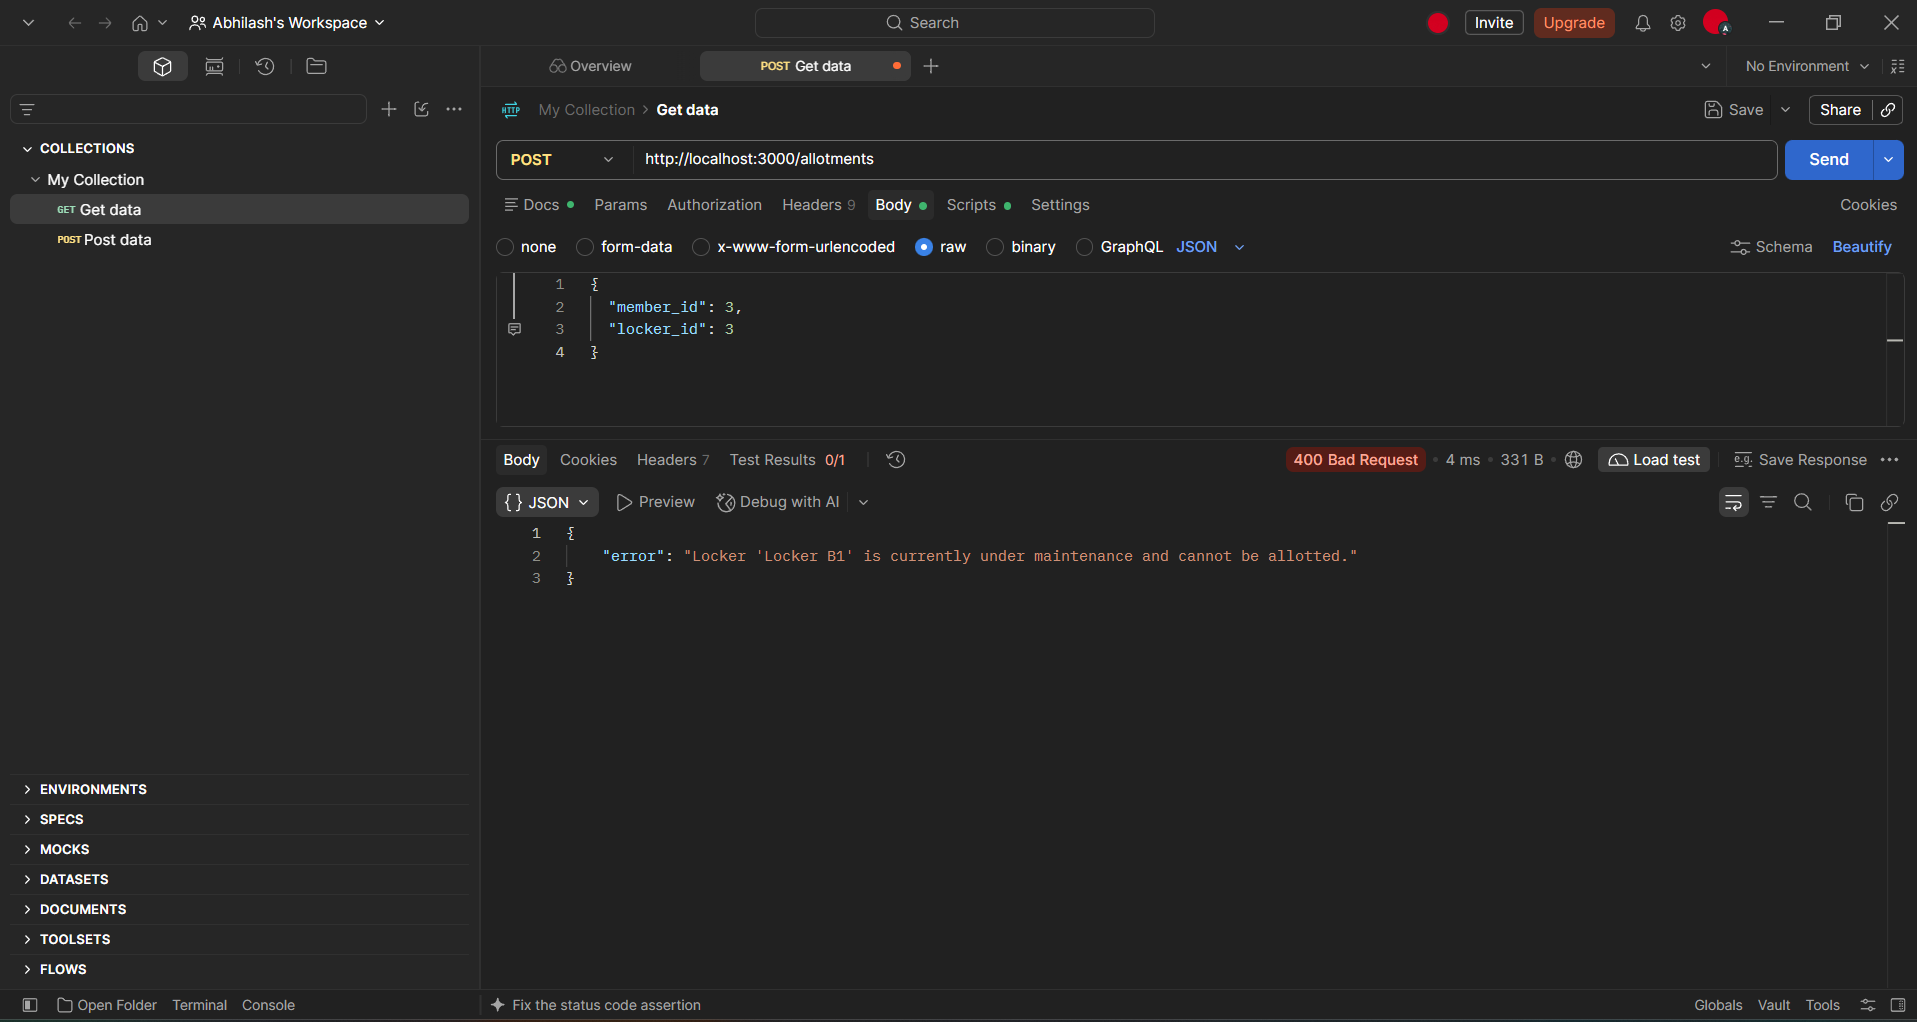 Abhilash's Workspace
Search
Invite
Upgrade
A
Overview
POST Get data
No Environment
HTTP My Collection > Get data
Save
Share
COLLECTIONS
My Collection
GET Get data
POST Post data
POST
http://localhost:3000/allotments
Send
Docs
Params
Authorization
Headers 9
Body
Scripts
Settings
Cookies
none
form-data
x-www-form-urlencoded
raw
binary
GraphQL
JSON
Schema
Beautify
1 {
2 "member_id": 3,
3 "locker_id": 3
4 }
Body
Cookies
Headers 7
Test Results 0/1
400 Bad Request
4 ms
331 B
Load test
e.g. Save Response
{} JSON
Preview
Debug with AI
1 {
2 "error": "Locker 'Locker B1' is currently under maintenance and cannot be allotted."
3 }
ENVIRONMENTS
SPECS
MOCKS
DATASETS
DOCUMENTS
TOOLSETS
FLOWS
Open Folder
Terminal
Console
Fix the status code assertion
Globals
Vault
Tools